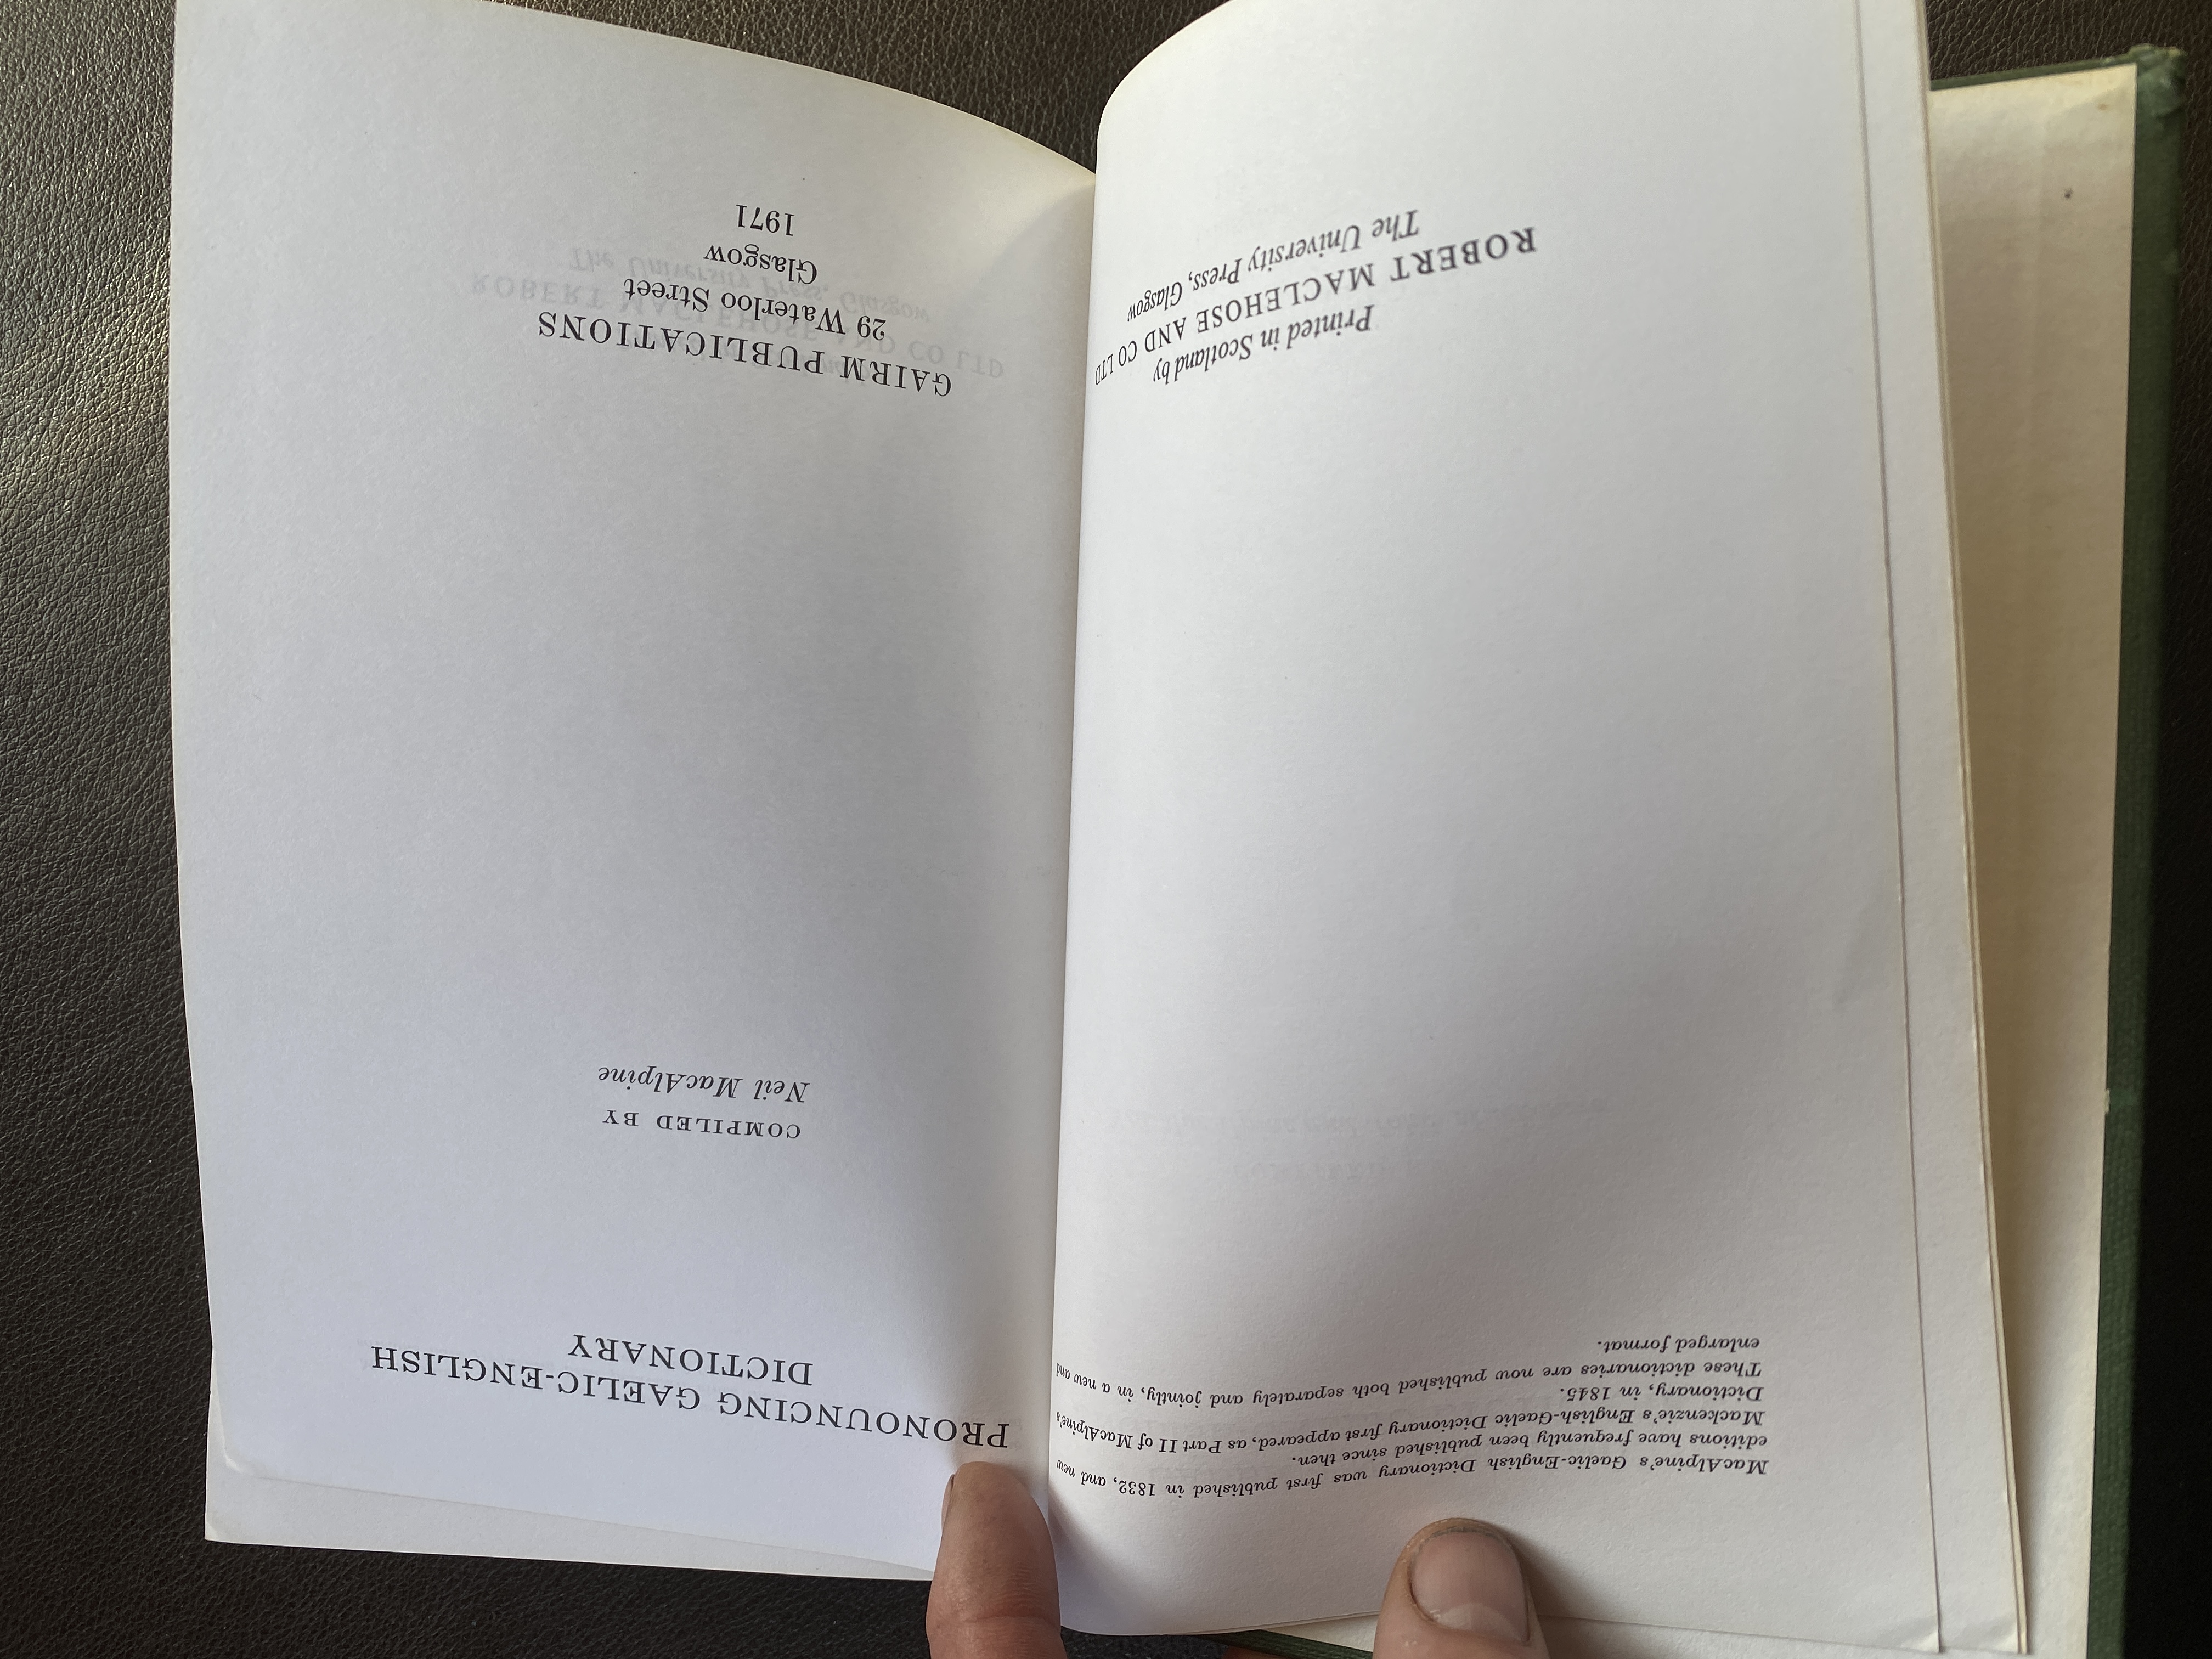 PRONOUNCING GAELIC-ENGLISH
DICTIONARY
COMPILED BY
Neil MacAlpine
GAIRM PUBLICATIONS
29 Waterloo Street
Glasgow
1971
MacAlpine's Gaelic-English Dictionary was first published in 1832, and new
editions have frequently been published since then.
Mackenzie's English-Gaelic Dictionary first appeared, as Part II of MacAlpine's
Dictionary, in 1845.
These dictionaries are now published both separately and jointly, in a new and
enlarged format.
Printed in Scotland by
ROBERT MACLEHOSE AND CO LTD
The University Press, Glasgow